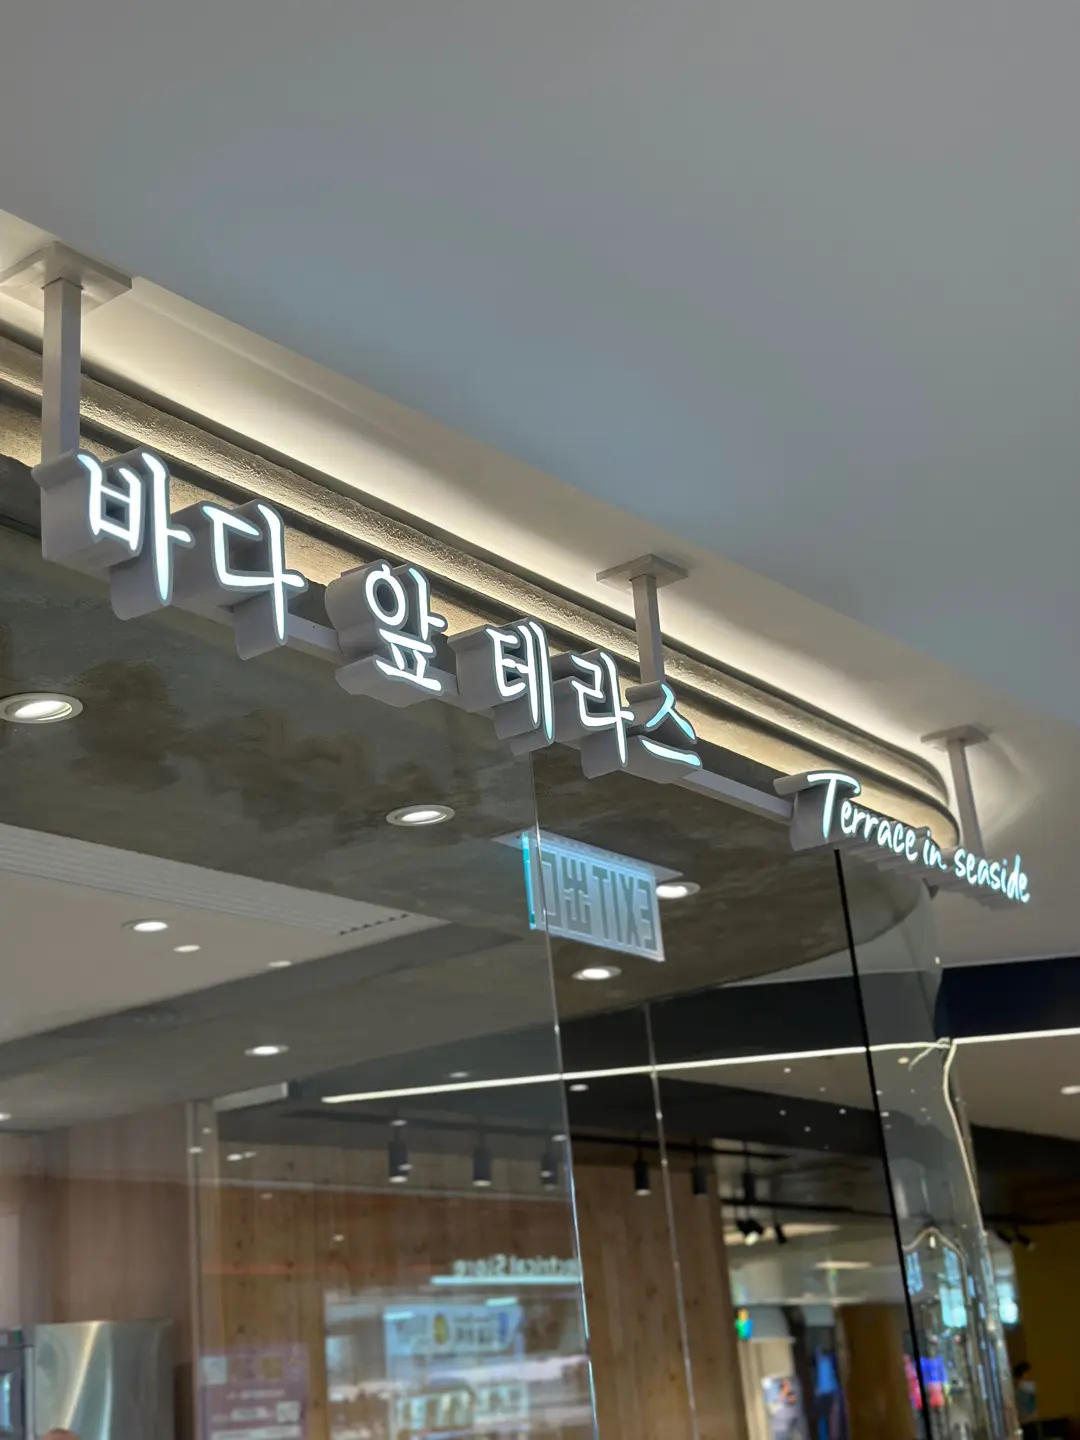 바다 앞 테라스
Terrace in seaside
EXIT 出口